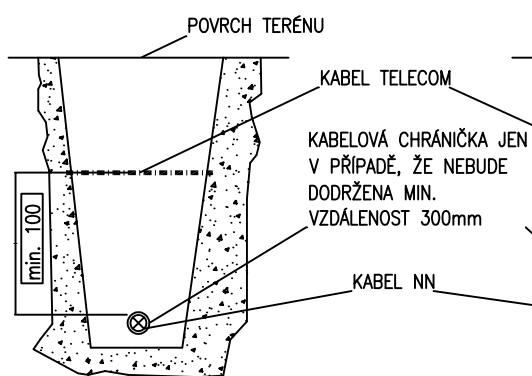 POVRCH TERÉNU
KABEL TELECOM
KABELOVÁ CHRÁNIČKA JEN
V PŘÍPADĚ, ŽE NEBUDE
DODRŽENA MIN.
VZDÁLENOST 300mm
min. 100
KABEL NN